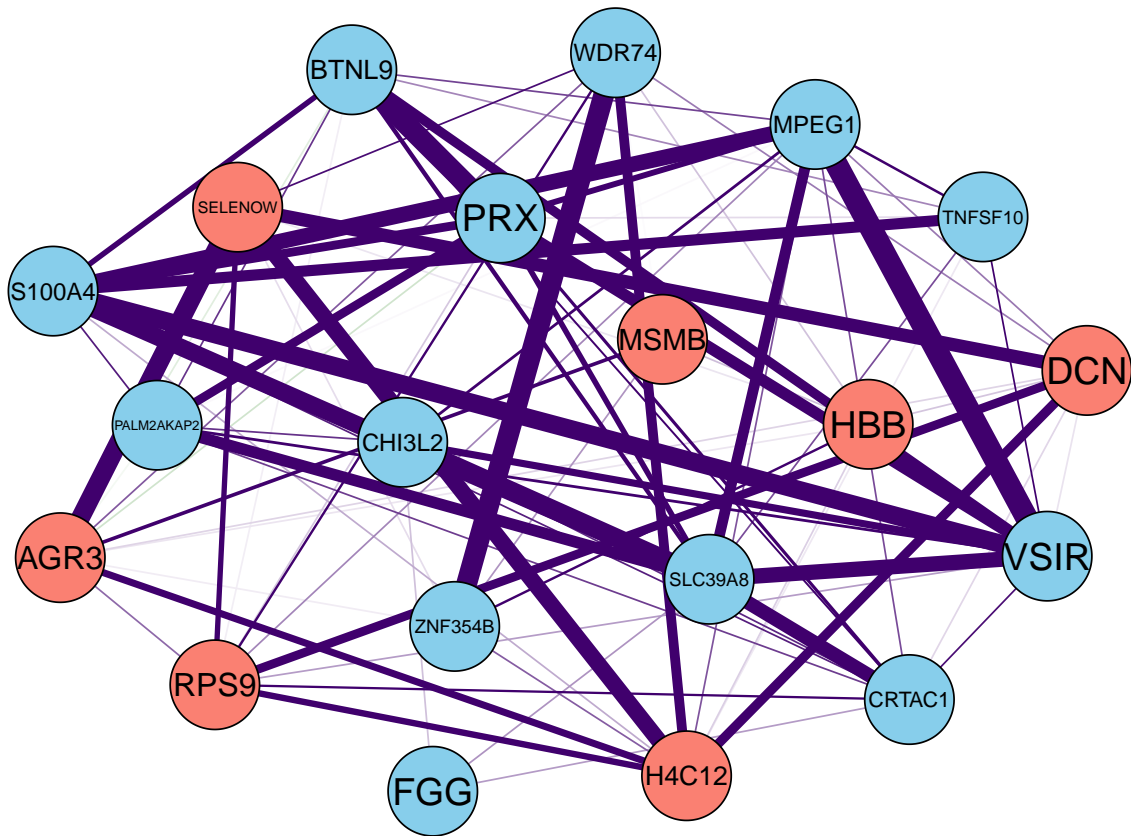 WDR74
BTNL9
MPEG1
SELENOW
PRX
TNFSF10
S100A4
MSMB
DCN
PALM2AKAP2
HBB
CHI3L2
AGR3
VSIR
SLC39A8
ZNF354B
RPS9
CRTAC1
H4C12
FGG